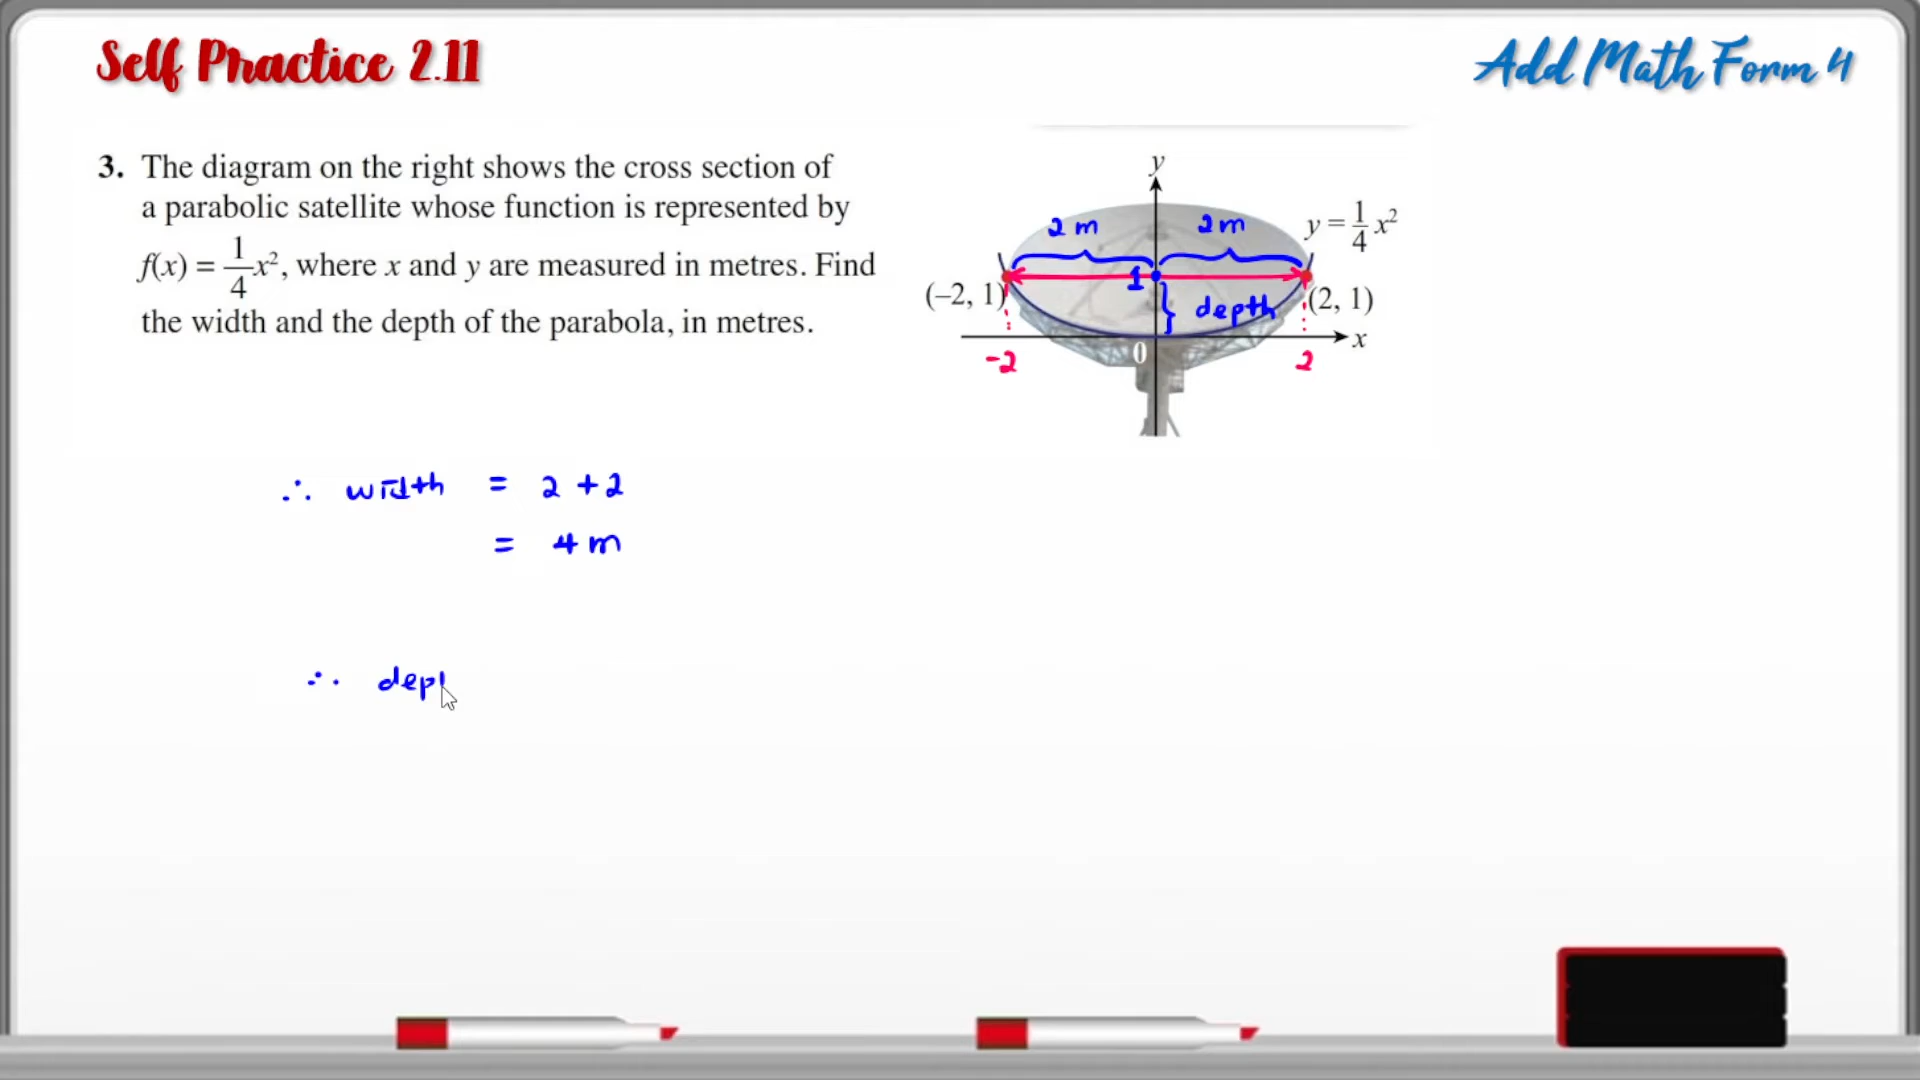 Self Practice 2.11
Add Math Form 4
3. The diagram on the right shows the cross section of
a parabolic satellite whose function is represented by
f(x) = 1/4 x², where x and y are measured in metres. Find
the width and the depth of the parabola, in metres.
y
2 m
2 m
y = 1/4 x²
1
(–2, 1)
depth
(2, 1)
0
x
-2
2
∴ width = 2 + 2
= 4 m
∴ dep